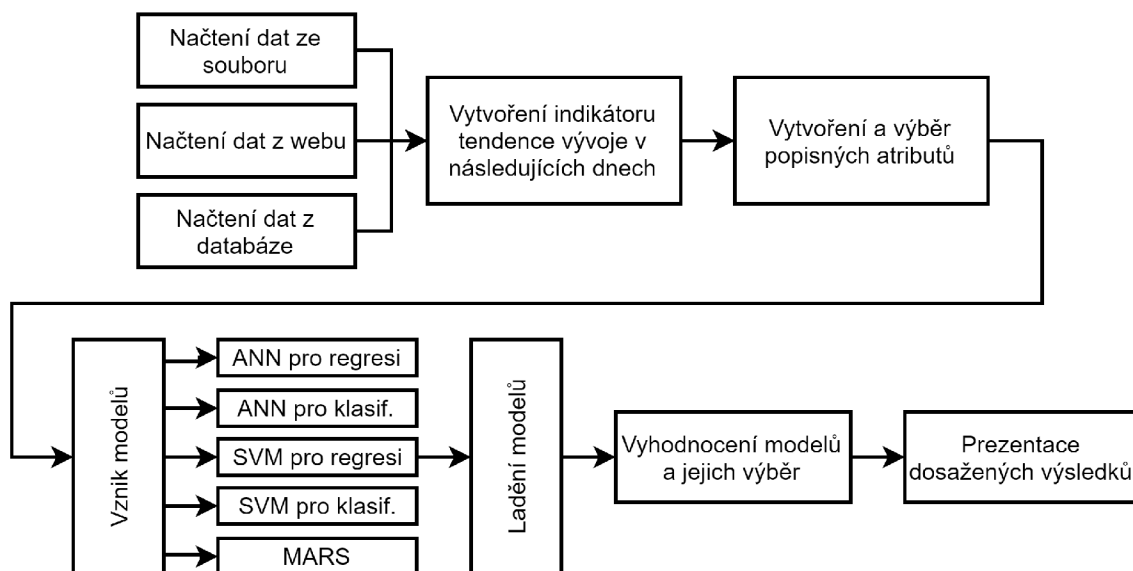 Načtení dat ze
souboru
Načtení dat z webu
Načtení dat z
databáze
Vytvoření indikátoru
tendence vývoje v
následujících dnech
Vytvoření a výběr
popisných atributů
Vznik modelů
ANN pro regresi
ANN pro klasif.
SVM pro regresi
SVM pro klasif.
MARS
Ladění modelů
Vyhodnocení modelů
a jejich výběr
Prezentace
dosažených výsledků